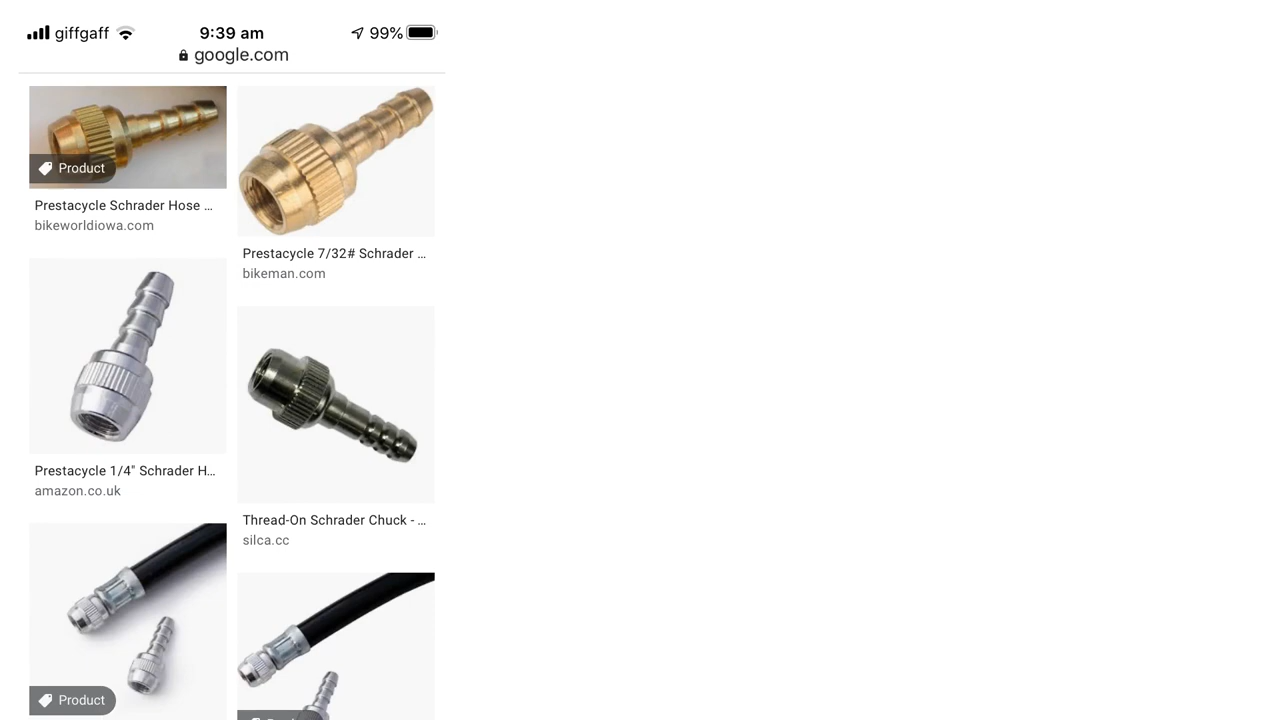 giffgaff
9:39 am
99%
google.com
Product
Prestacycle Schrader Hose ...
bikeworldiowa.com
Prestacycle 7/32# Schrader ...
bikeman.com
Prestacycle 1/4" Schrader H...
amazon.co.uk
Thread-On Schrader Chuck - ...
silca.cc
Product